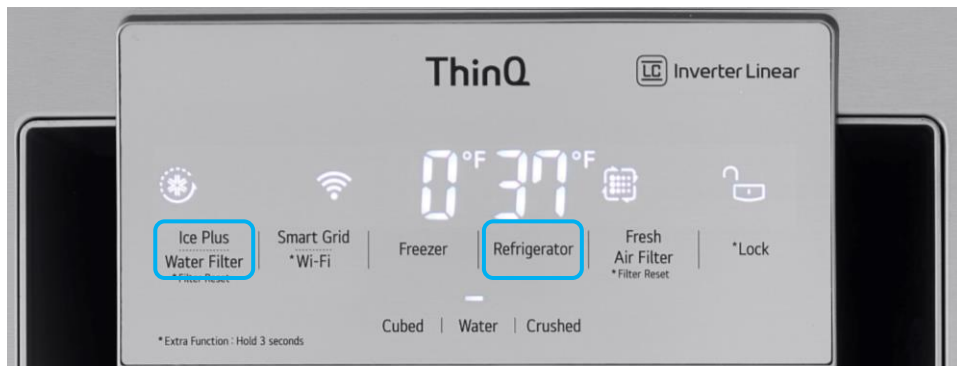 ThinQ
LC Inverter Linear
0°F 37°F
Ice Plus
Water Filter
*Filter Reset
Smart Grid
*Wi-Fi
Freezer
Refrigerator
Fresh
Air Filter
*Filter Reset
*Lock
Cubed | Water | Crushed
*Extra Function : Hold 3 seconds